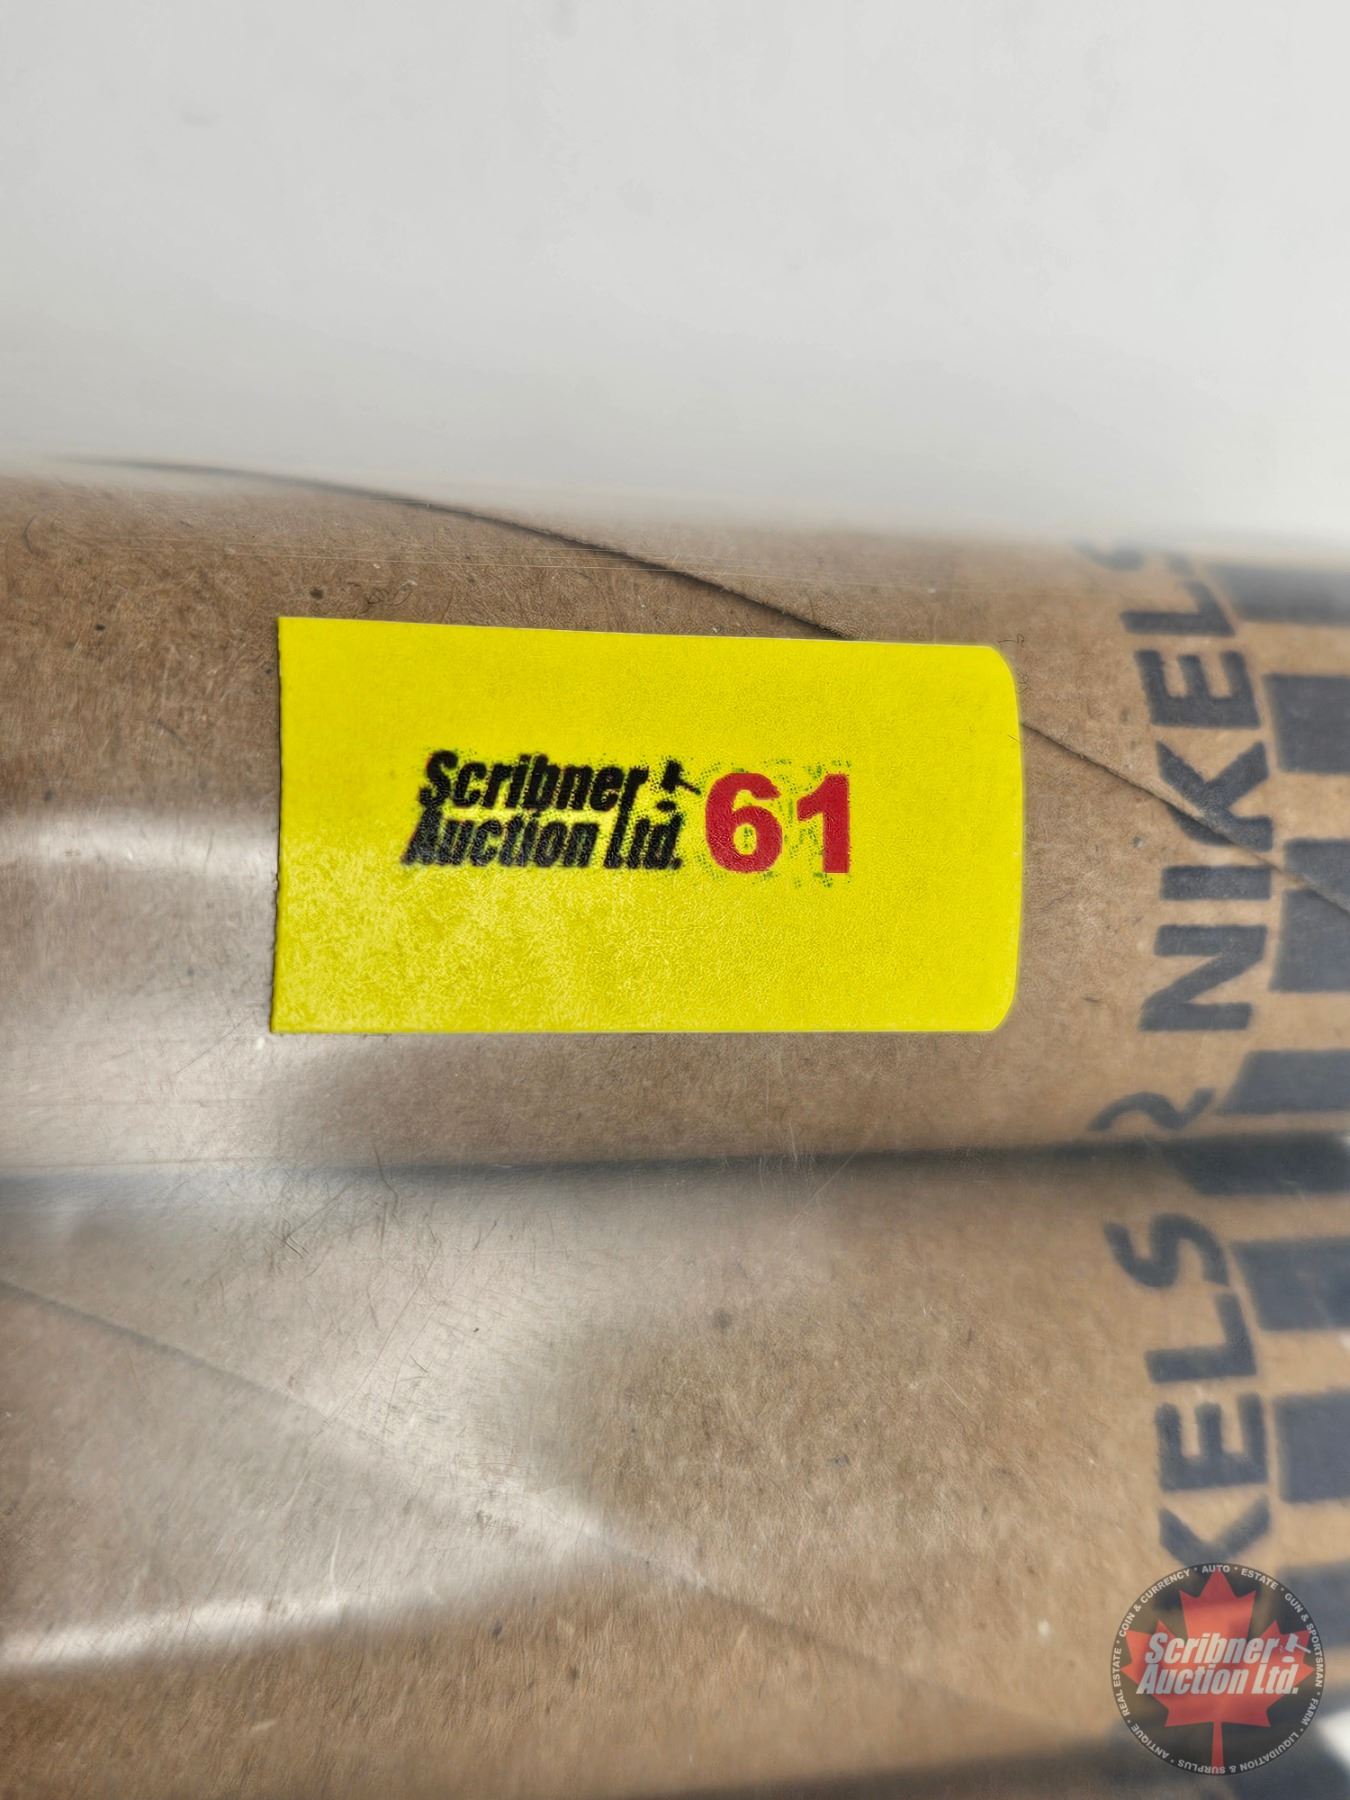 Scribner
Auction Ltd.
61
NIKELS
KELS
COIN & CURRENCY • AUTO • ESTATE • GUN & SPORTSMAN • FARM • LIQUIDATION & SURPLUS • ANTIQUE • REAL ESTATE •
Scribner
Auction Ltd.